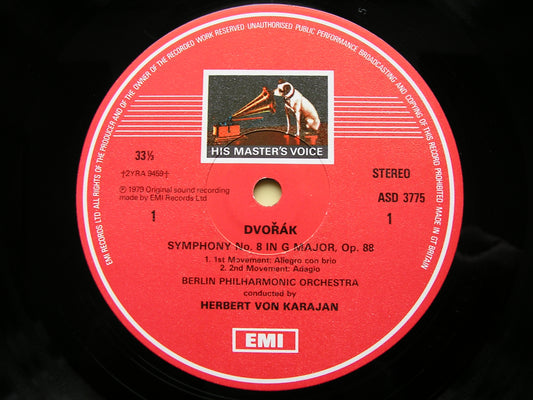 EMI RECORDS LTD ALL RIGHTS OF THE PRODUCER AND OF THE OWNER OF THE RECORDED WORK RESERVED UNAUTHORISED PUBLIC PERFORMANCE BROADCASTING AND COPYING OF THIS RECORD PROHIBITED MADE IN GT BRITAIN
HIS MASTER'S VOICE
33⅓
†2YRA 9459†
℗ 1979 Original sound recording
made by EMI Records Ltd
1
STEREO
ASD 3775
1
DVOŘÁK
SYMPHONY No. 8 IN G MAJOR, Op. 88
1. 1st Movement: Allegro con brio
2. 2nd Movement: Adagio
BERLIN PHILHARMONIC ORCHESTRA
conducted by
HERBERT VON KARAJAN
EMI